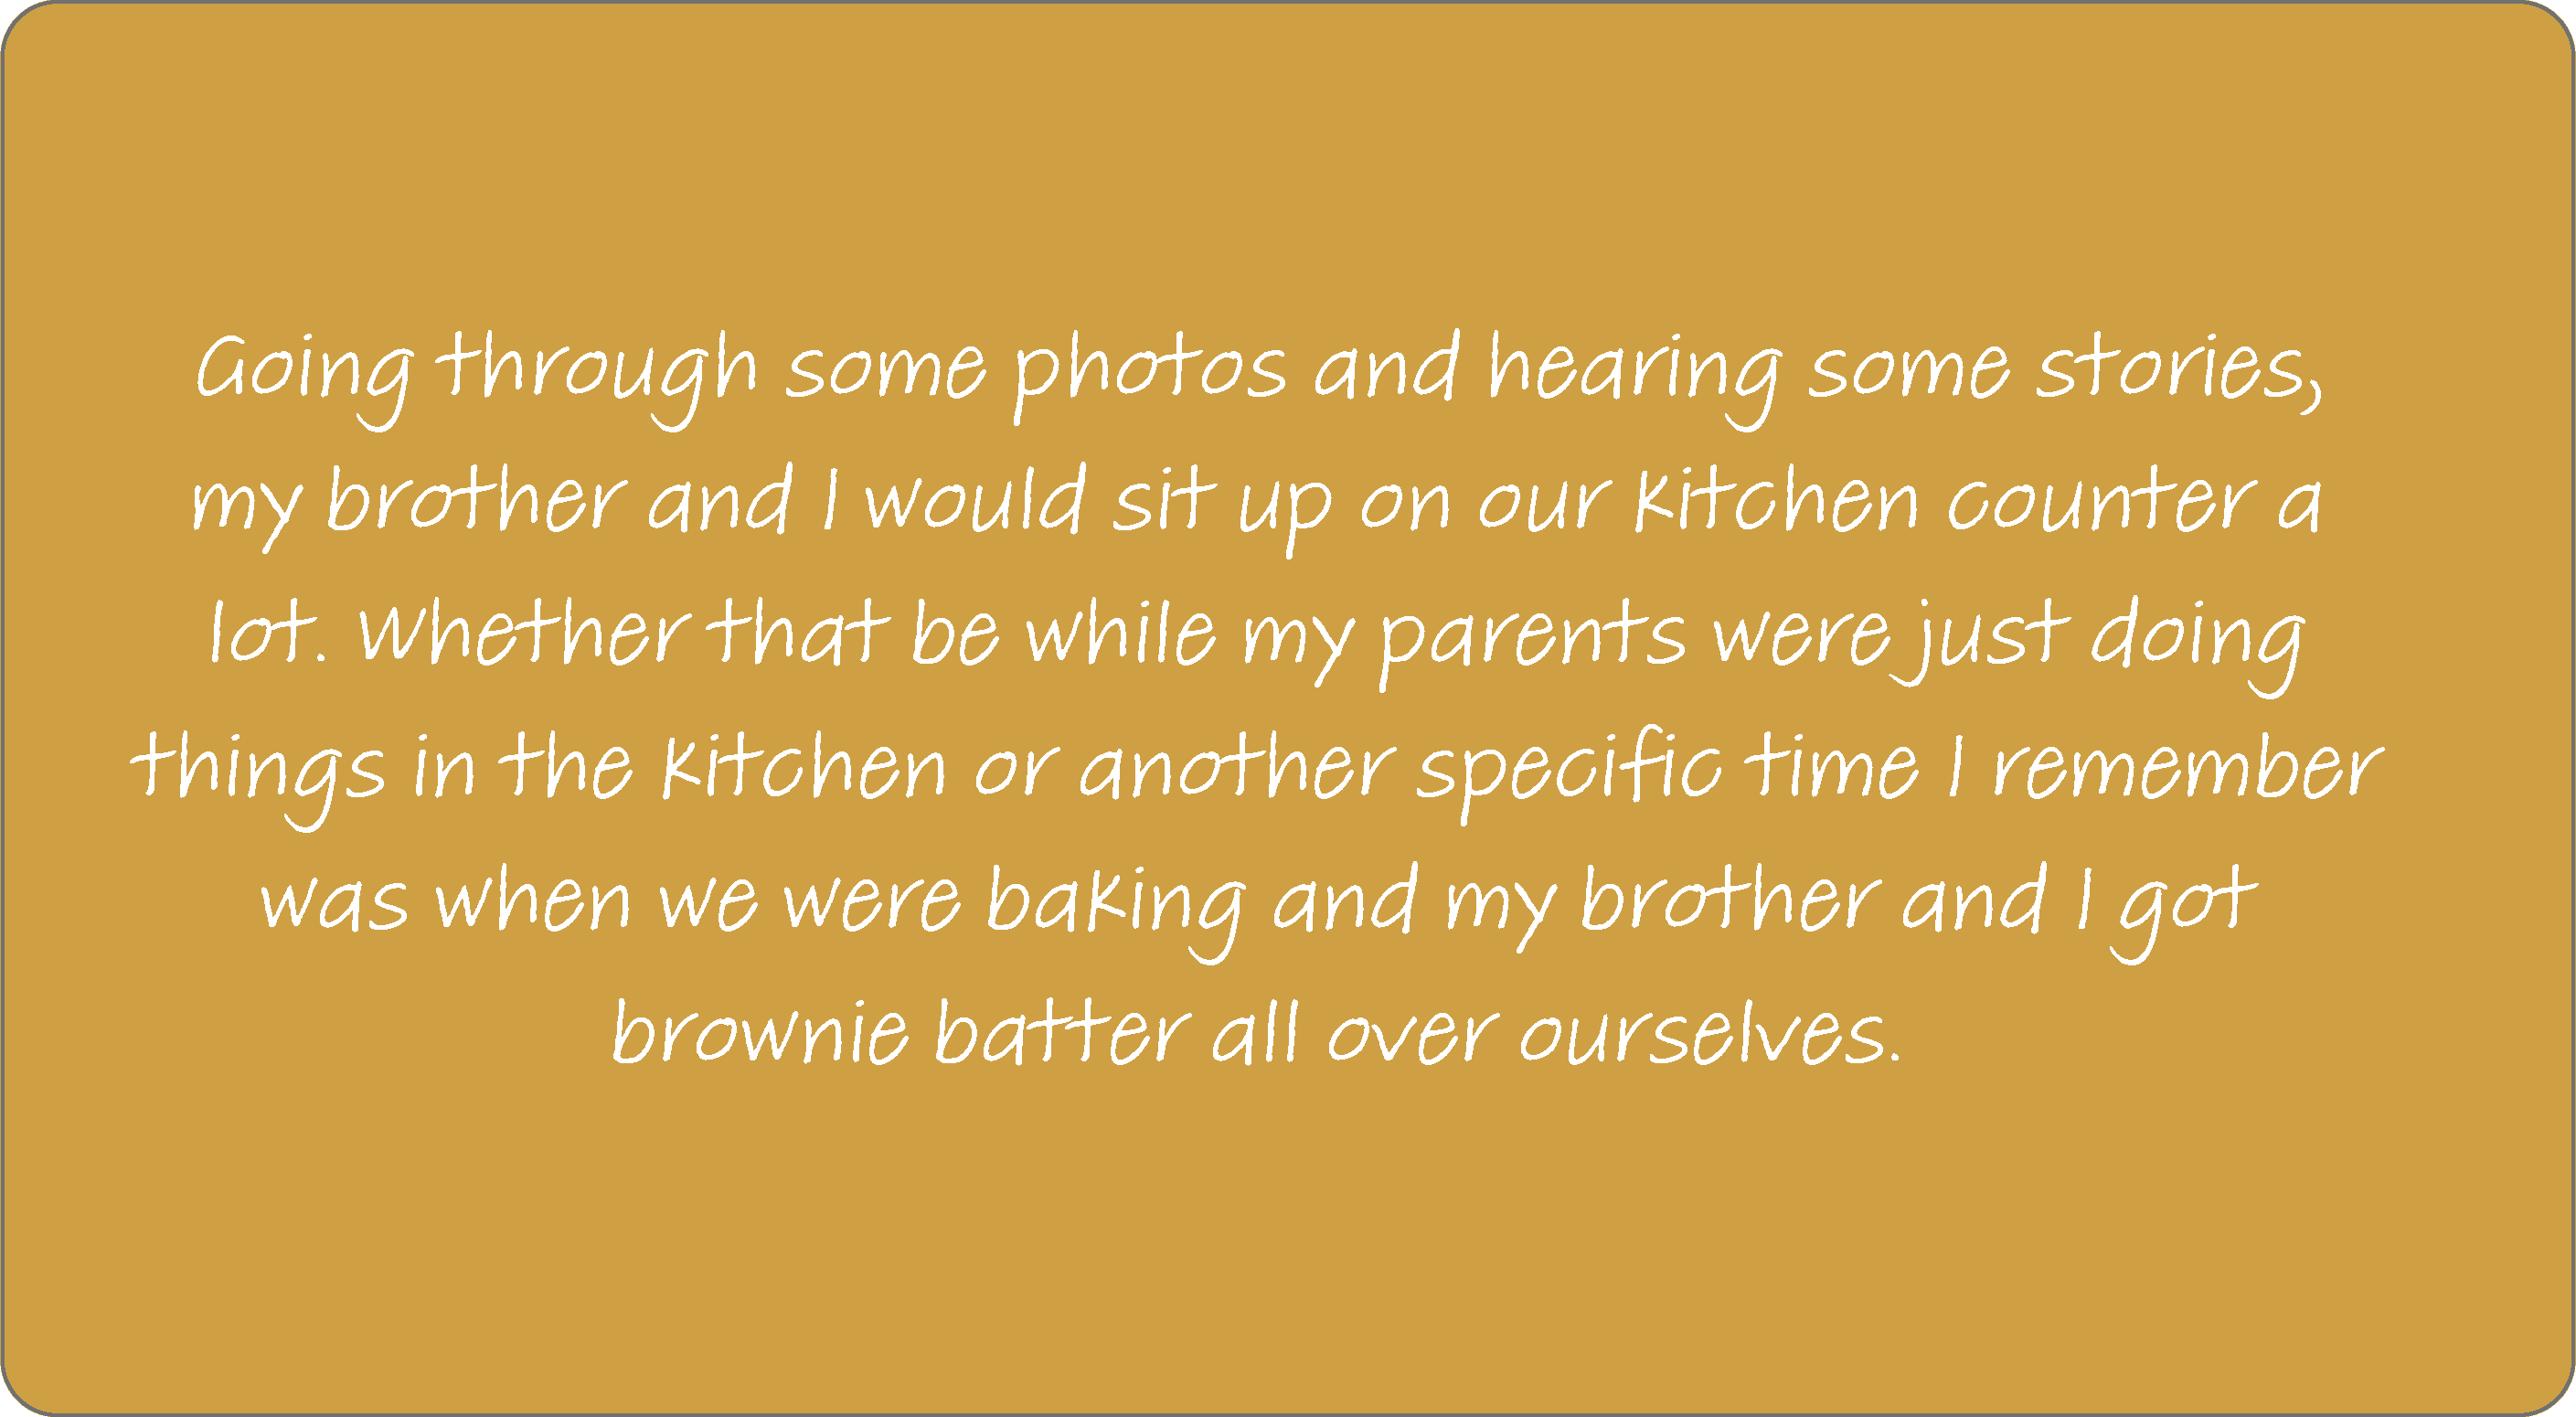 Going through some photos and hearing some stories,
my brother and I would sit up on our kitchen counter a
lot. Whether that be while my parents were just doing
things in the kitchen or another specific time I remember
was when we were baking and my brother and I got
brownie batter all over ourselves.